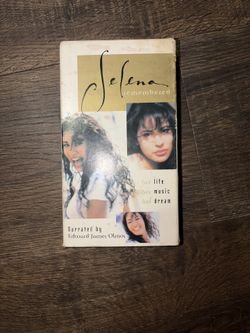 Selena
remembered
her life
her music
her dream
Narrated by
Edward James Olmos